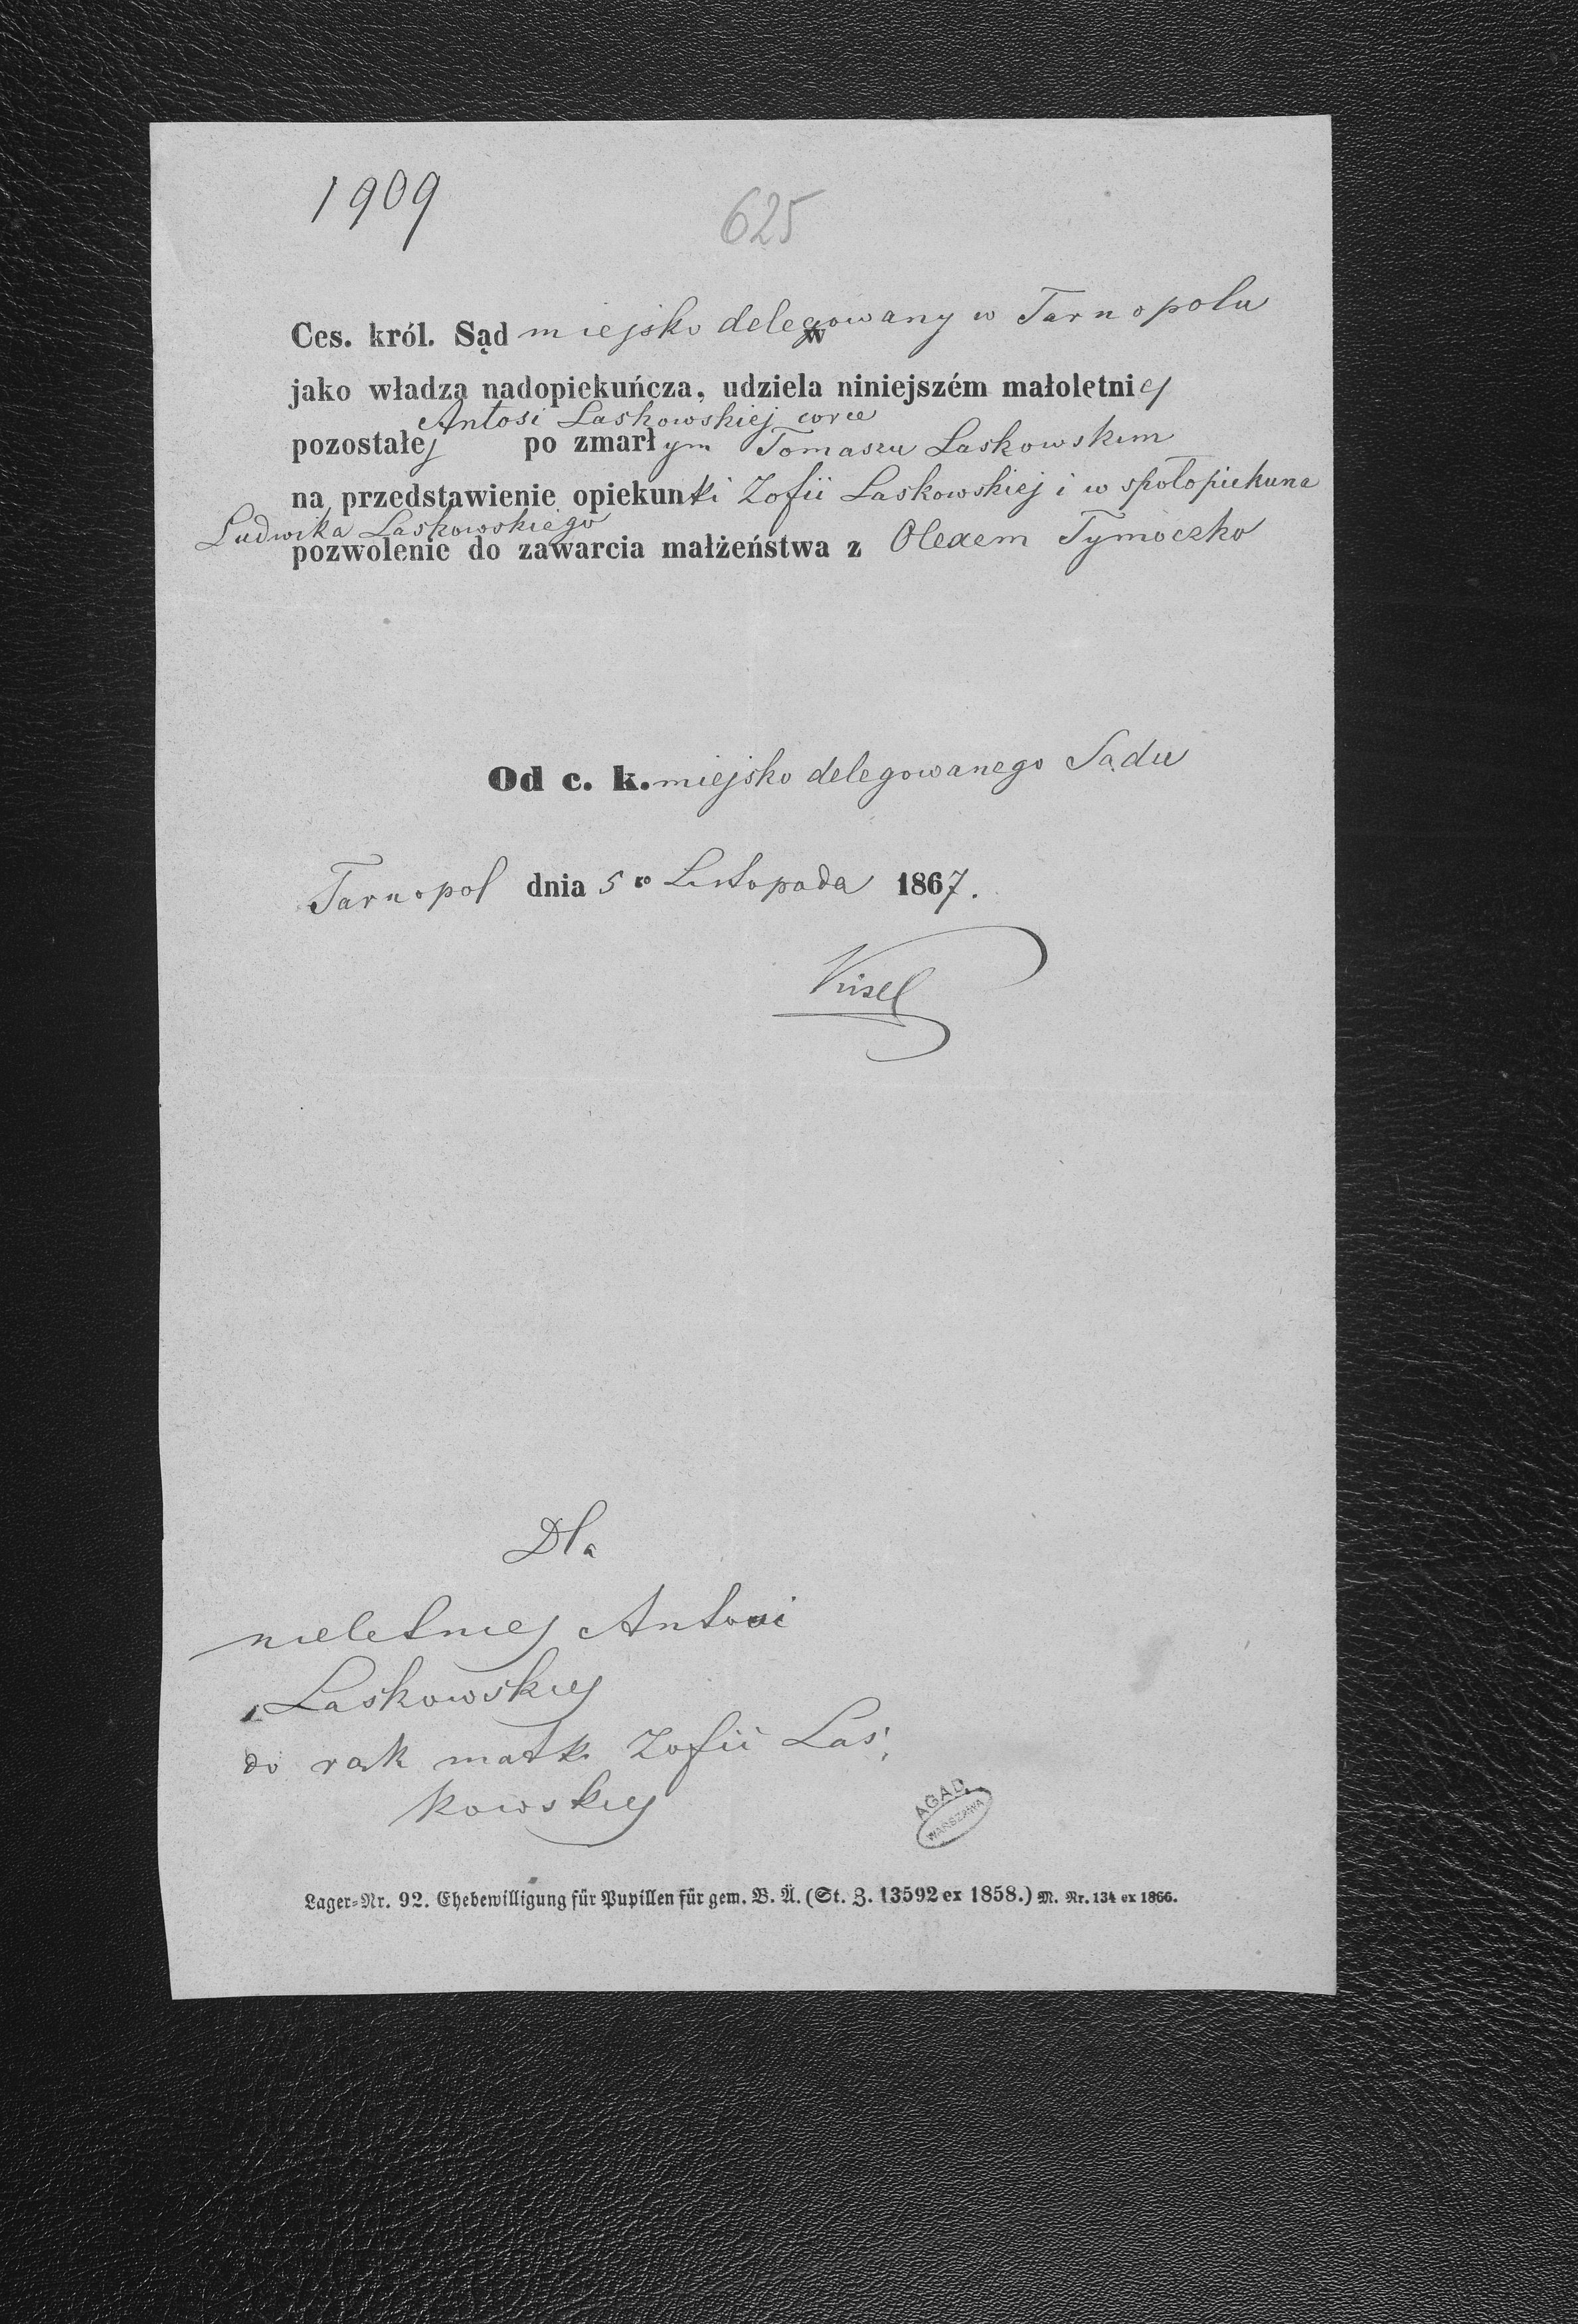 1909
625
Ces. król. Sąd miejsko delegowany w Tarnopolu
w
jako władza nadopiekuńcza, udziela niniejszém małoletniej
Antosi Laskowskiej corce
pozostałej po zmarłym Tomaszu Laskowskim
na przedstawienie opiekunki Zofii Laskowskiej i wspołopiekuna
Ludwika Laskowskiego
pozwolenie do zawarcia małżeństwa z Olexem Tymoczko
Od c. k. miejsko delegowanego Sądu
Tarnopol dnia 5go Listopada 1867.
Dla
nieletniej Antosi
Laskowskiej
do rąk matki Zofii Las,
kowskiej
AGAD
WARSZAWA
Lager-Nr. 92. Ehebewilligung für Pupillen für gem. B. Ä. (St. Z. 13592 ex 1858.) M. Nr. 134 ex 1866.